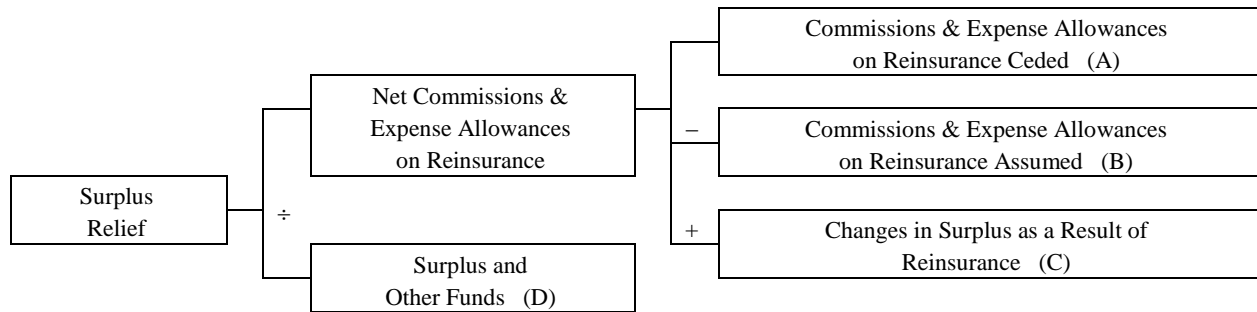 Surplus
Relief
÷
Net Commissions &
Expense Allowances
on Reinsurance
Surplus and
Other Funds (D)
Commissions & Expense Allowances
on Reinsurance Ceded (A)
–
Commissions & Expense Allowances
on Reinsurance Assumed (B)
+
Changes in Surplus as a Result of
Reinsurance (C)